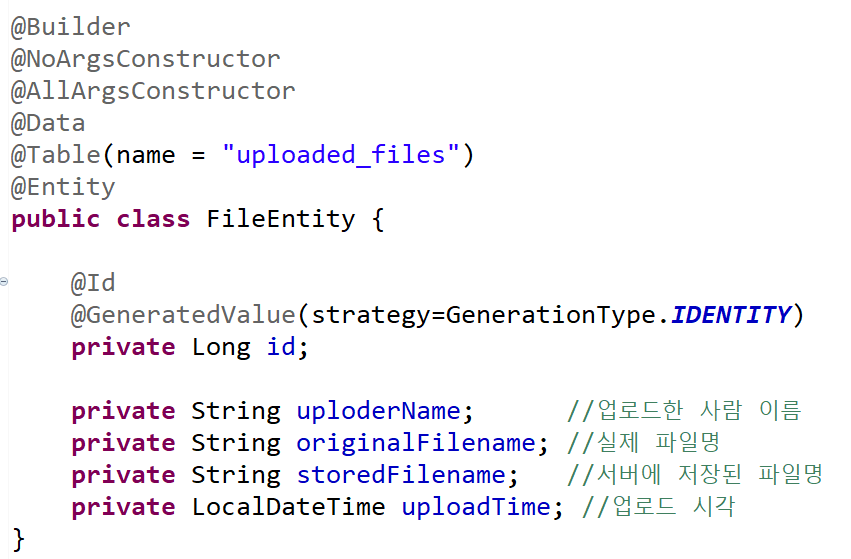 @Builder
@NoArgsConstructor
@AllArgsConstructor
@Data
@Table(name = "uploaded_files")
@Entity
public class FileEntity {
@Id
@GeneratedValue(strategy=GenerationType.IDENTITY)
private Long id;
private String uploderName; //업로드한 사람 이름
private String originalFilename; //실제 파일명
private String storedFilename; //서버에 저장된 파일명
private LocalDateTime uploadTime; //업로드 시각
}